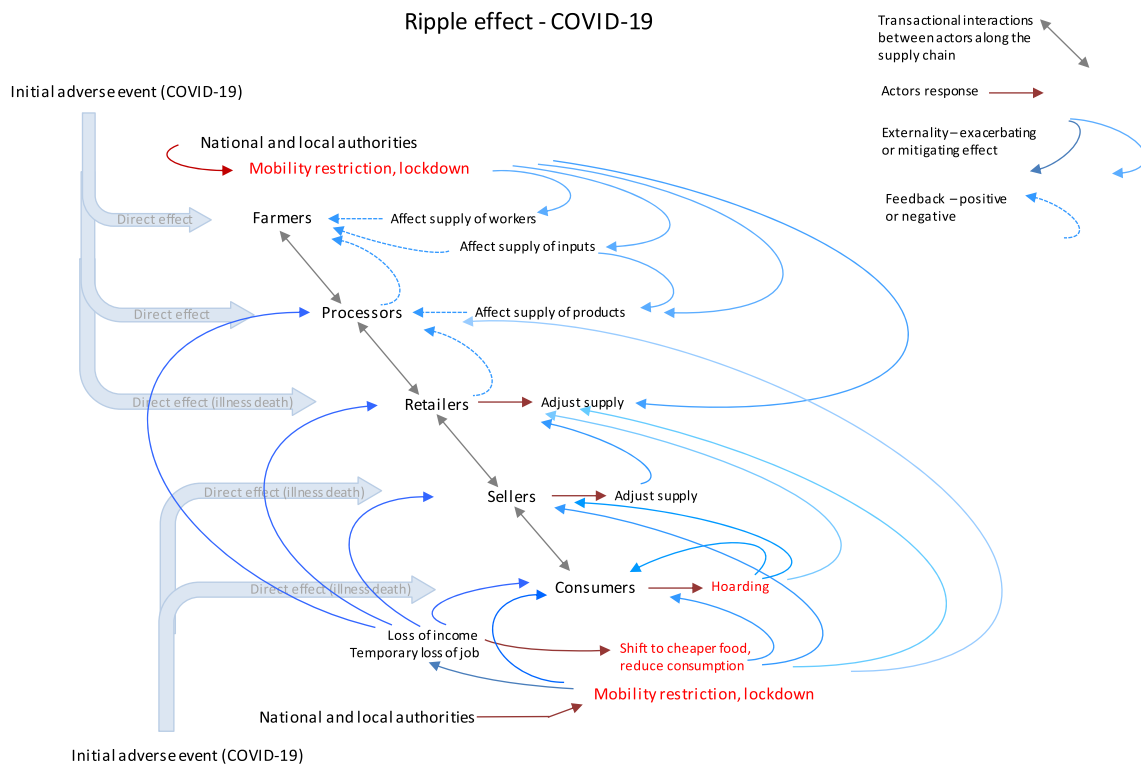 Ripple effect - COVID-19
Transactional interactions
between actors along the
supply chain
Initial adverse event (COVID-19)
Actors response
National and local authorities
Externality – exacerbating
or mitigating effect
Mobility restriction, lockdown
Feedback – positive
or negative
Direct effect
Farmers
Affect supply of workers
Affect supply of inputs
Direct effect
Processors
Affect supply of products
Direct effect (illness death)
Retailers
Adjust supply
Direct effect (illness death)
Sellers
Adjust supply
Direct effect (illness death)
Consumers
Hoarding
Loss of income
Temporary loss of job
Shift to cheaper food,
reduce consumption
Mobility restriction, lockdown
National and local authorities
Initial adverse event (COVID-19)